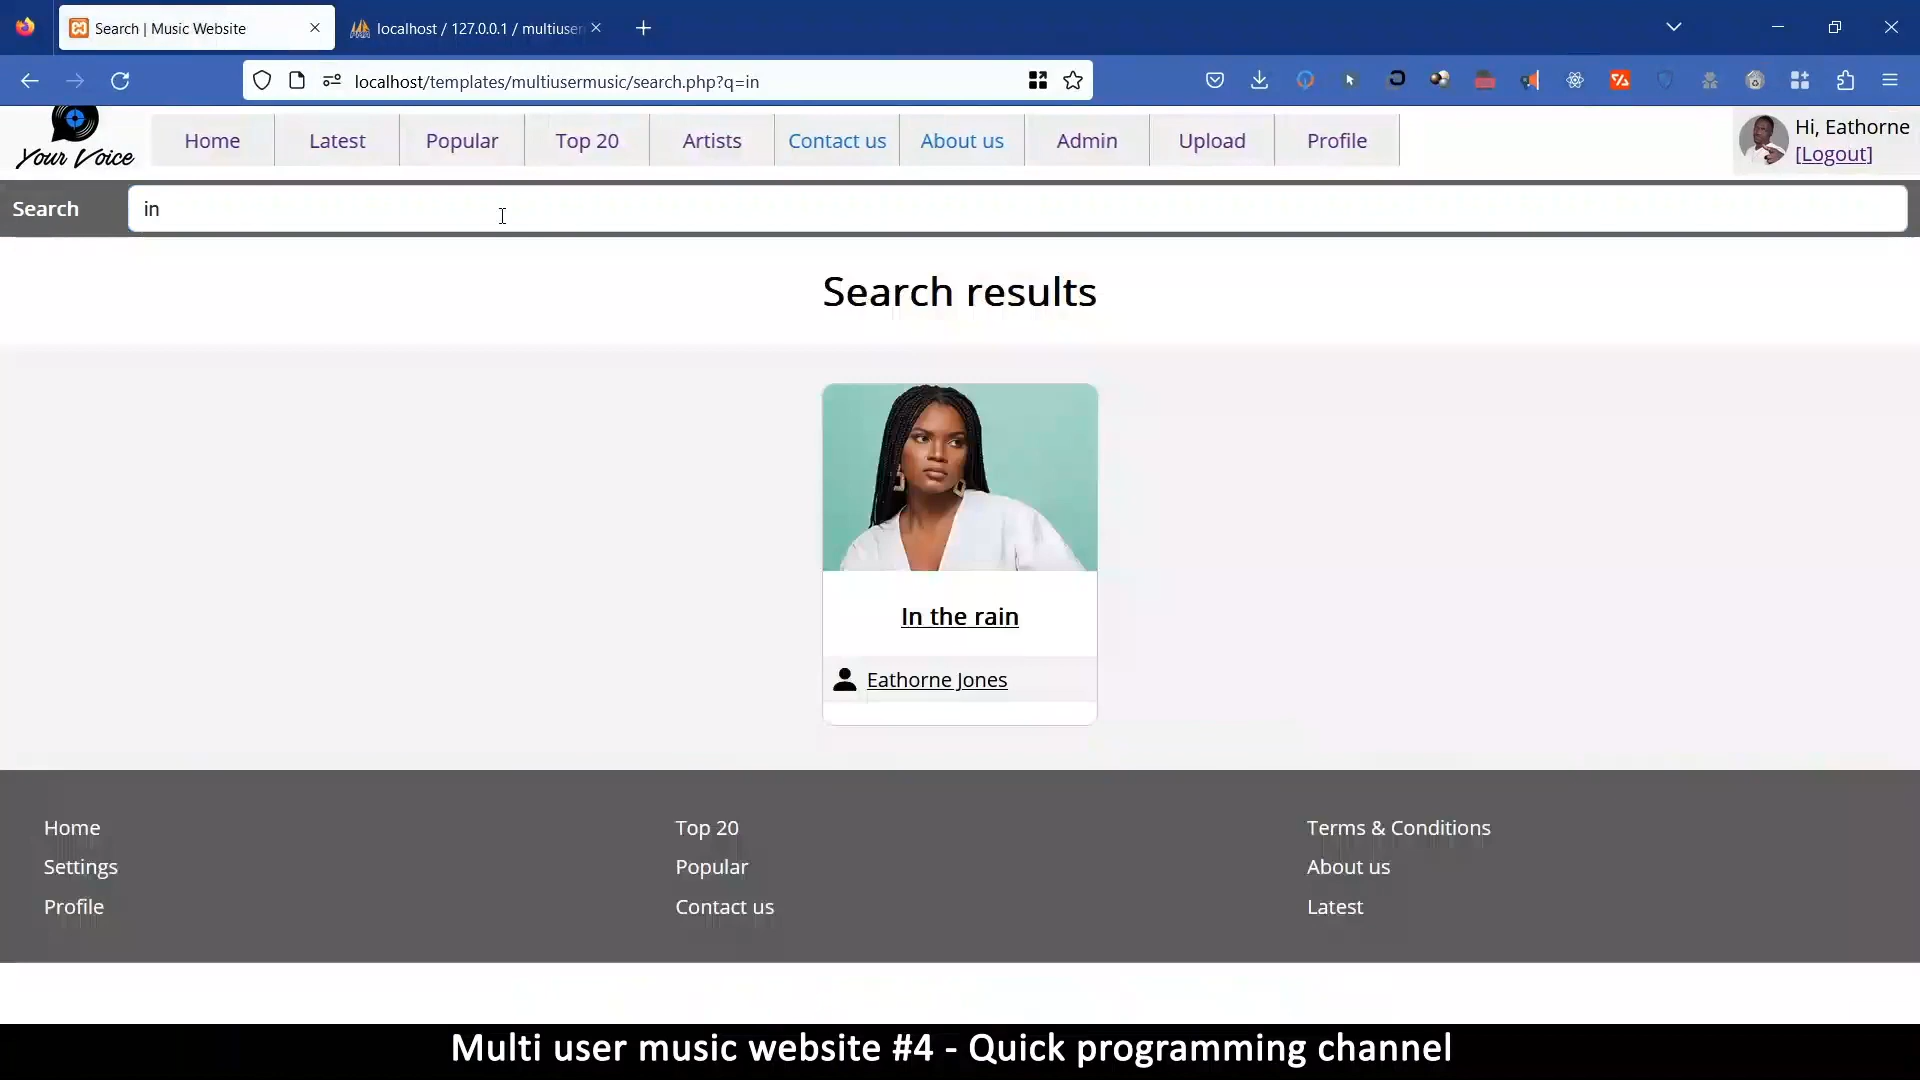 Search | Music Website
localhost / 127.0.0.1 / multiuser
localhost/templates/multiusermusic/search.php?q=in
Your Voice
Home
Latest
Popular
Top 20
Artists
Contact us
About us
Admin
Upload
Profile
Hi, Eathorne
[Logout]
Search
in
Search results
In the rain
Eathorne Jones
Home
Settings
Profile
Top 20
Popular
Contact us
Terms & Conditions
About us
Latest
Multi user music website #4 - Quick programming channel